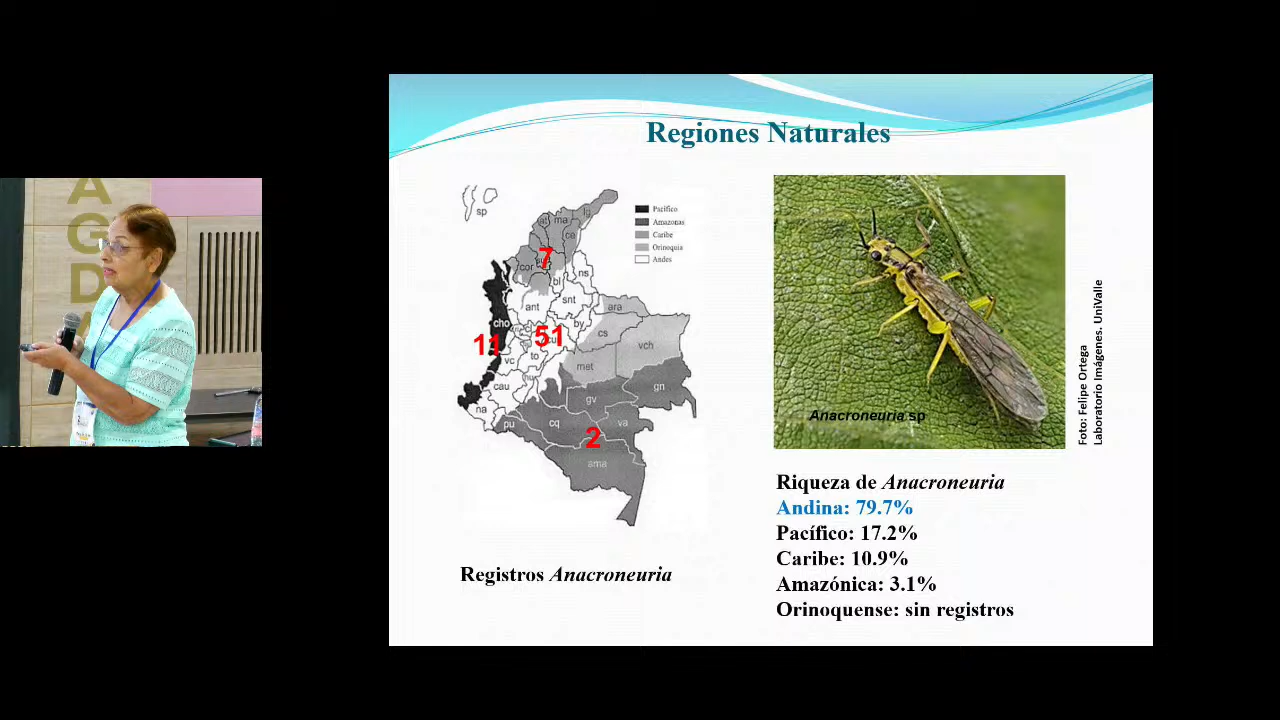 A
G
D
Regiones Naturales
sp
at
ma
lg
ce
cor
su
7
bl
ns
ant
snt
ara
cho
by
cs
11
51
cu
vch
vc
to
met
hu
cau
gn
gv
na
pu
cq
va
2
ama
Pacífico
Amazonas
Caribe
Orinoquia
Andes
Registros Anacroneuria
Anacroneuria sp
Foto: Felipe Ortega
Laboratorio Imágenes. UniValle
Riqueza de Anacroneuria
Andina: 79.7%
Pacífico: 17.2%
Caribe: 10.9%
Amazónica: 3.1%
Orinoquense: sin registros